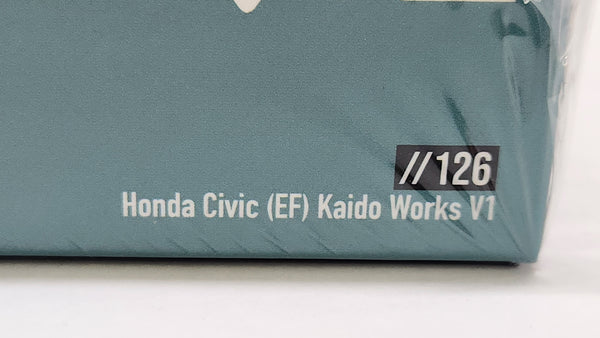 //126
Honda Civic (EF) Kaido Works V1